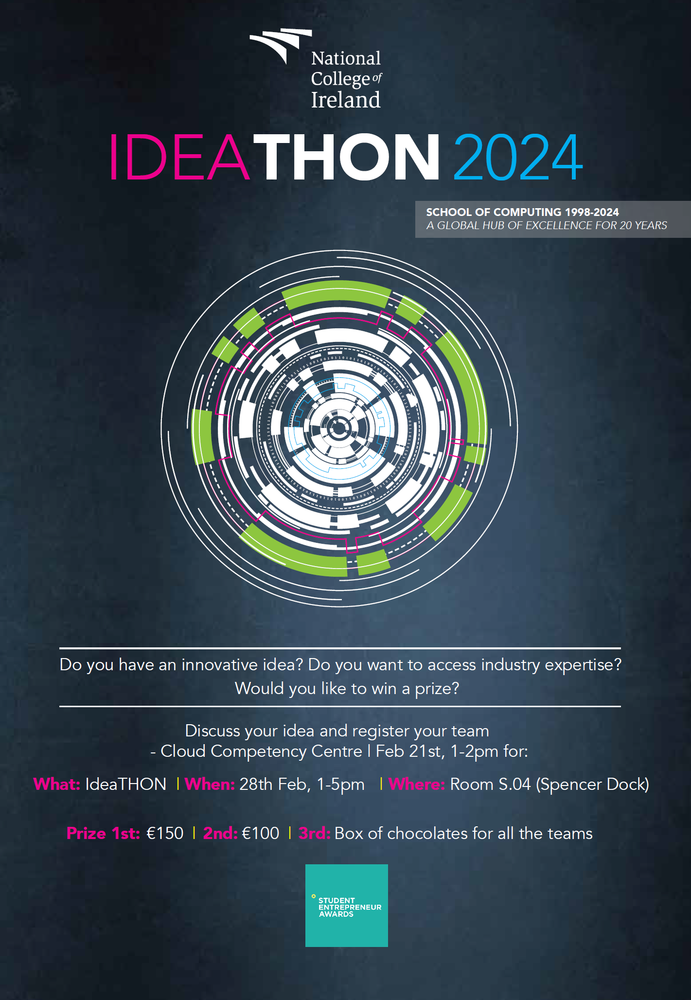 National
College of
Ireland
IDEATHON 2024
SCHOOL OF COMPUTING 1998-2024
A GLOBAL HUB OF EXCELLENCE FOR 20 YEARS
Do you have an innovative idea? Do you want to access industry expertise?
Would you like to win a prize?
Discuss your idea and register your team
- Cloud Competency Centre | Feb 21st, 1-2pm for:
What: IdeaTHON | When: 28th Feb, 1-5pm | Where: Room S.04 (Spencer Dock)
Prize 1st: €150 | 2nd: €100 | 3rd: Box of chocolates for all the teams
STUDENT
ENTREPRENEUR
AWARDS